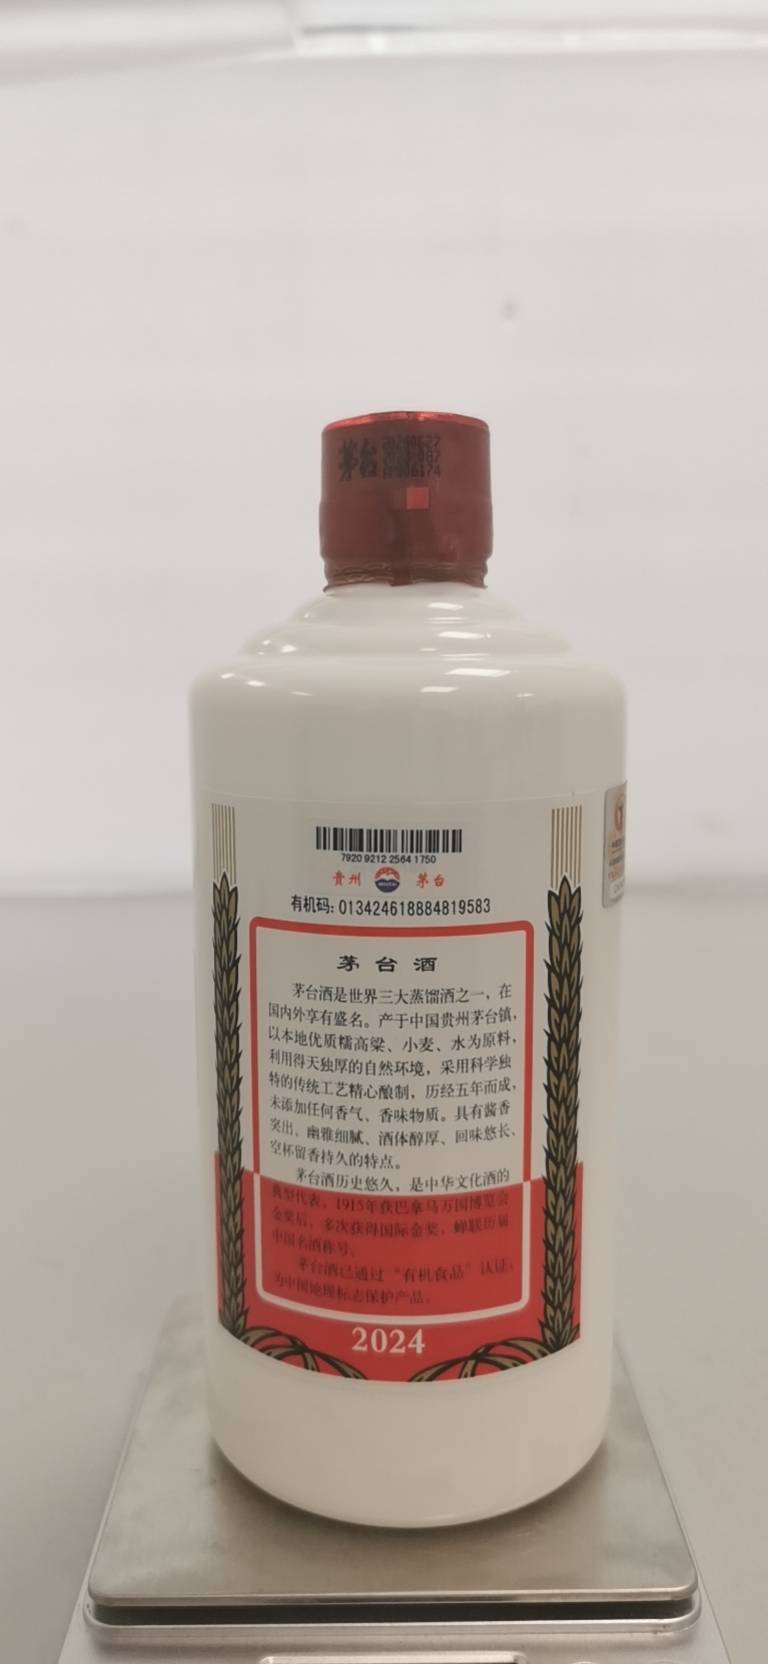 茅台
7920 9212 2564 1750
贵州 茅台
有机码: 013424618884819583
茅台酒
茅台酒是世界三大蒸馏酒之一，在
国内外享有盛名。产于中国贵州茅台镇，
以本地优质糯高粱、小麦、水为原料，
利用得天独厚的自然环境，采用科学独
特的传统工艺精心酿制，历经五年而成，
未添加任何香气、香味物质。具有酱香
突出、幽雅细腻、酒体醇厚、回味悠长、
空杯留香持久的特点。
茅台酒历史悠久，是中华文化酒的
典型代表。1915年获巴拿马万国博览会
金奖后，多次获得国际金奖，蝉联历届
中国名酒称号。
茅台酒已通过“有机食品”认证，
为中国地理标志保护产品。
2024